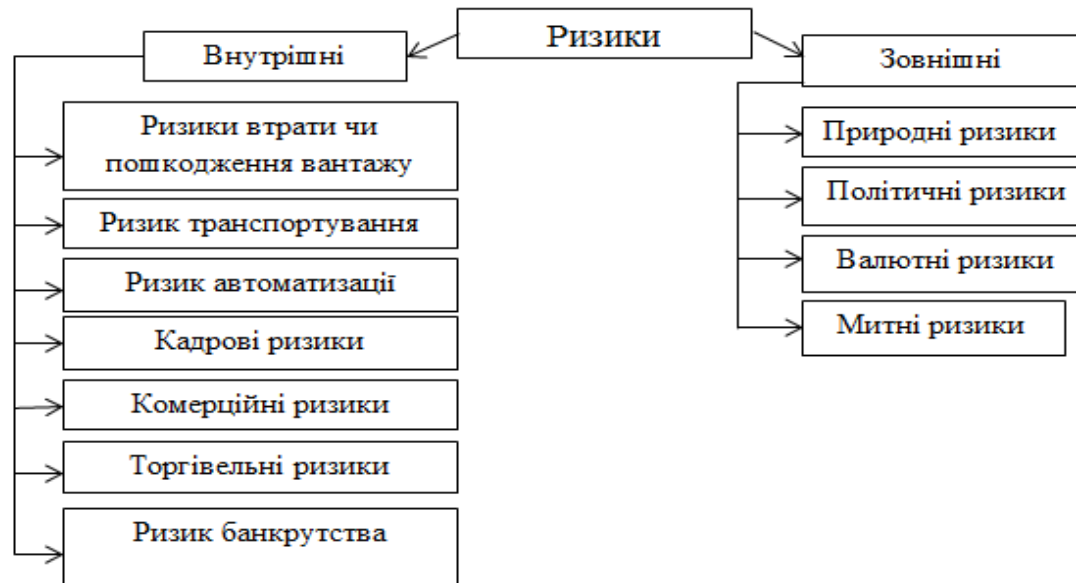 Ризики
Внутрішні
Ризики втрати чи
пошкодження вантажу
Ризик транспортування
Ризик автоматизації
Кадрові ризики
Комерційні ризики
Торгівельні ризики
Ризик банкрутства
Зовнішні
Природні ризики
Політичні ризики
Валютні ризики
Митні ризики